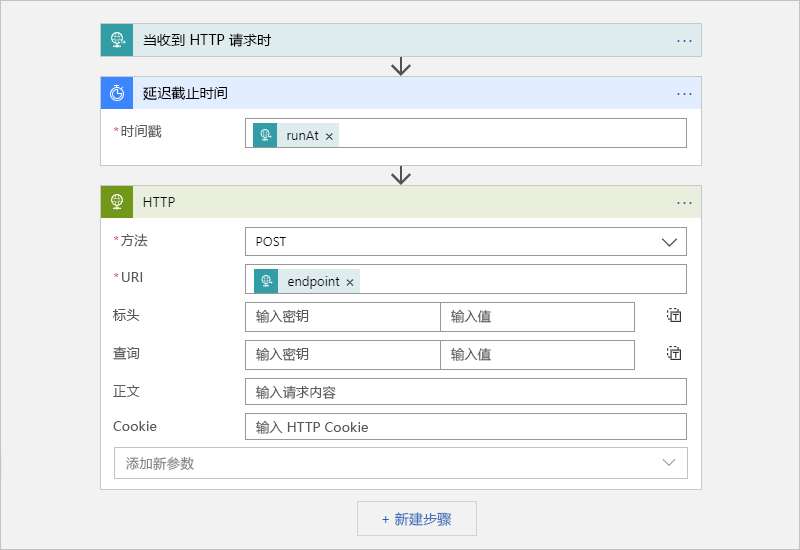 当收到 HTTP 请求时 ...
延迟截止时间 ...
*时间戳 runAt ×
HTTP ...
*方法 POST
*URI endpoint ×
标头 输入密钥 输入值
查询 输入密钥 输入值
正文 输入请求内容
Cookie 输入 HTTP Cookie
添加新参数
+ 新建步骤